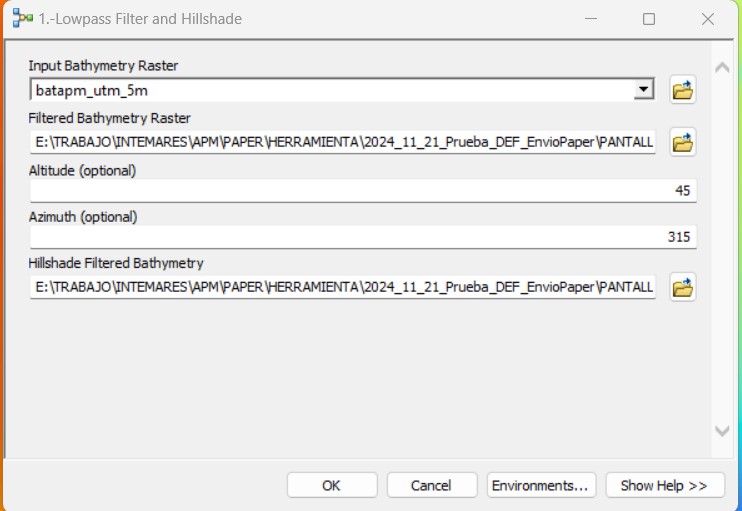 1.-Lowpass Filter and Hillshade
Input Bathymetry Raster
batapm_utm_5m
Filtered Bathymetry Raster
E:\TRABAJO\INTEMARES\APM\PAPER\HERRAMIENTA\2024_11_21_Prueba_DEF_EnvioPaper\PANTALL
Altitude (optional)
45
Azimuth (optional)
315
Hillshade Filtered Bathymetry
E:\TRABAJO\INTEMARES\APM\PAPER\HERRAMIENTA\2024_11_21_Prueba_DEF_EnvioPaper\PANTALL
OK Cancel Environments... Show Help >>